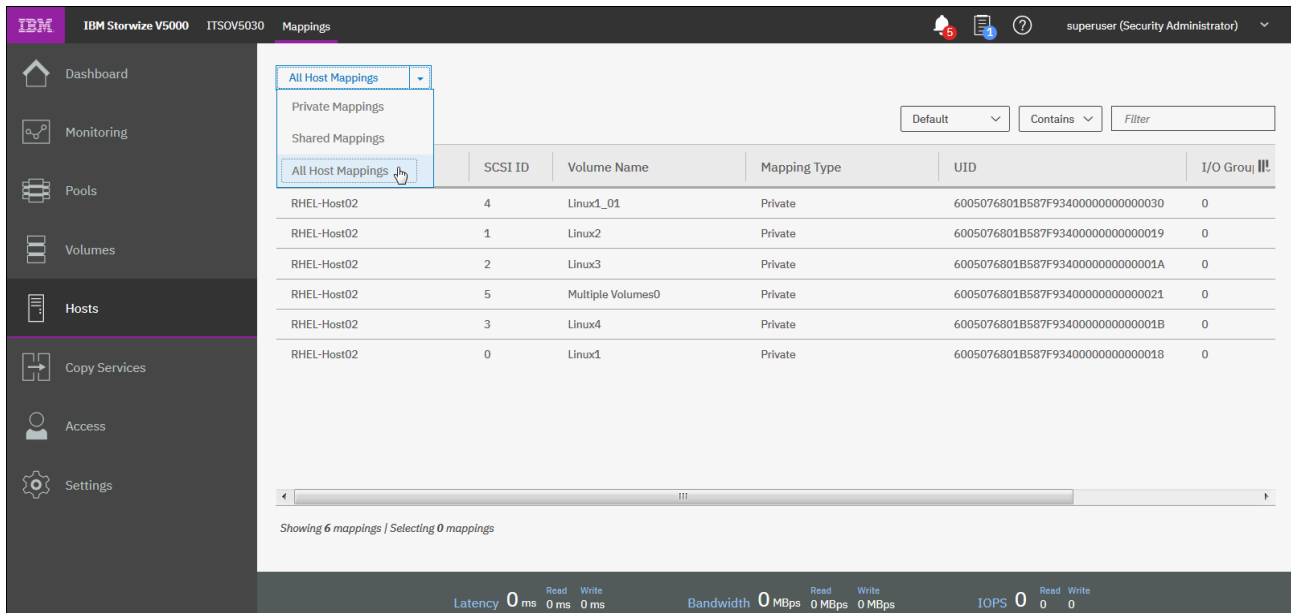 IBM IBM Storwize V5000 ITSOV5030 Mappings 5 1 ? superuser (Security Administrator)
Dashboard
Monitoring
Pools
Volumes
Hosts
Copy Services
Access
Settings
All Host Mappings
Private Mappings
Shared Mappings
All Host Mappings
Default Contains Filter
SCSI ID Volume Name Mapping Type UID I/O Group
RHEL-Host02 4 Linux1_01 Private 6005076801B587F93400000000000030 0
RHEL-Host02 1 Linux2 Private 6005076801B587F93400000000000019 0
RHEL-Host02 2 Linux3 Private 6005076801B587F9340000000000001A 0
RHEL-Host02 5 Multiple Volumes0 Private 6005076801B587F93400000000000021 0
RHEL-Host02 3 Linux4 Private 6005076801B587F9340000000000001B 0
RHEL-Host02 0 Linux1 Private 6005076801B587F93400000000000018 0
Showing 6 mappings | Selecting 0 mappings
Latency 0 ms Read 0 ms Write 0 ms Bandwidth 0 MBps Read 0 MBps Write 0 MBps IOPS 0 Read 0 Write 0